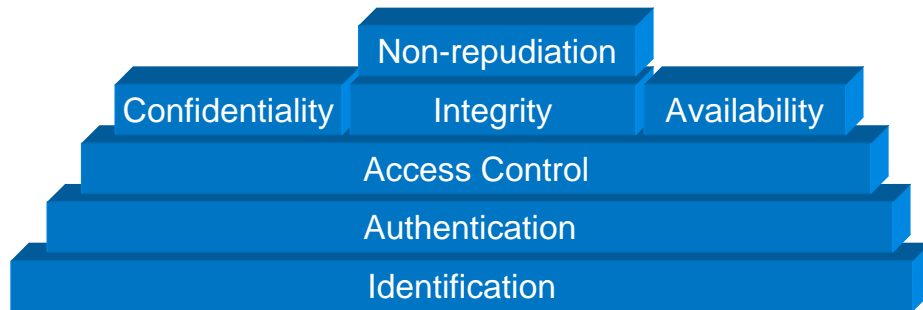 Non-repudiation
Confidentiality Integrity Availability
Access Control
Authentication
Identification